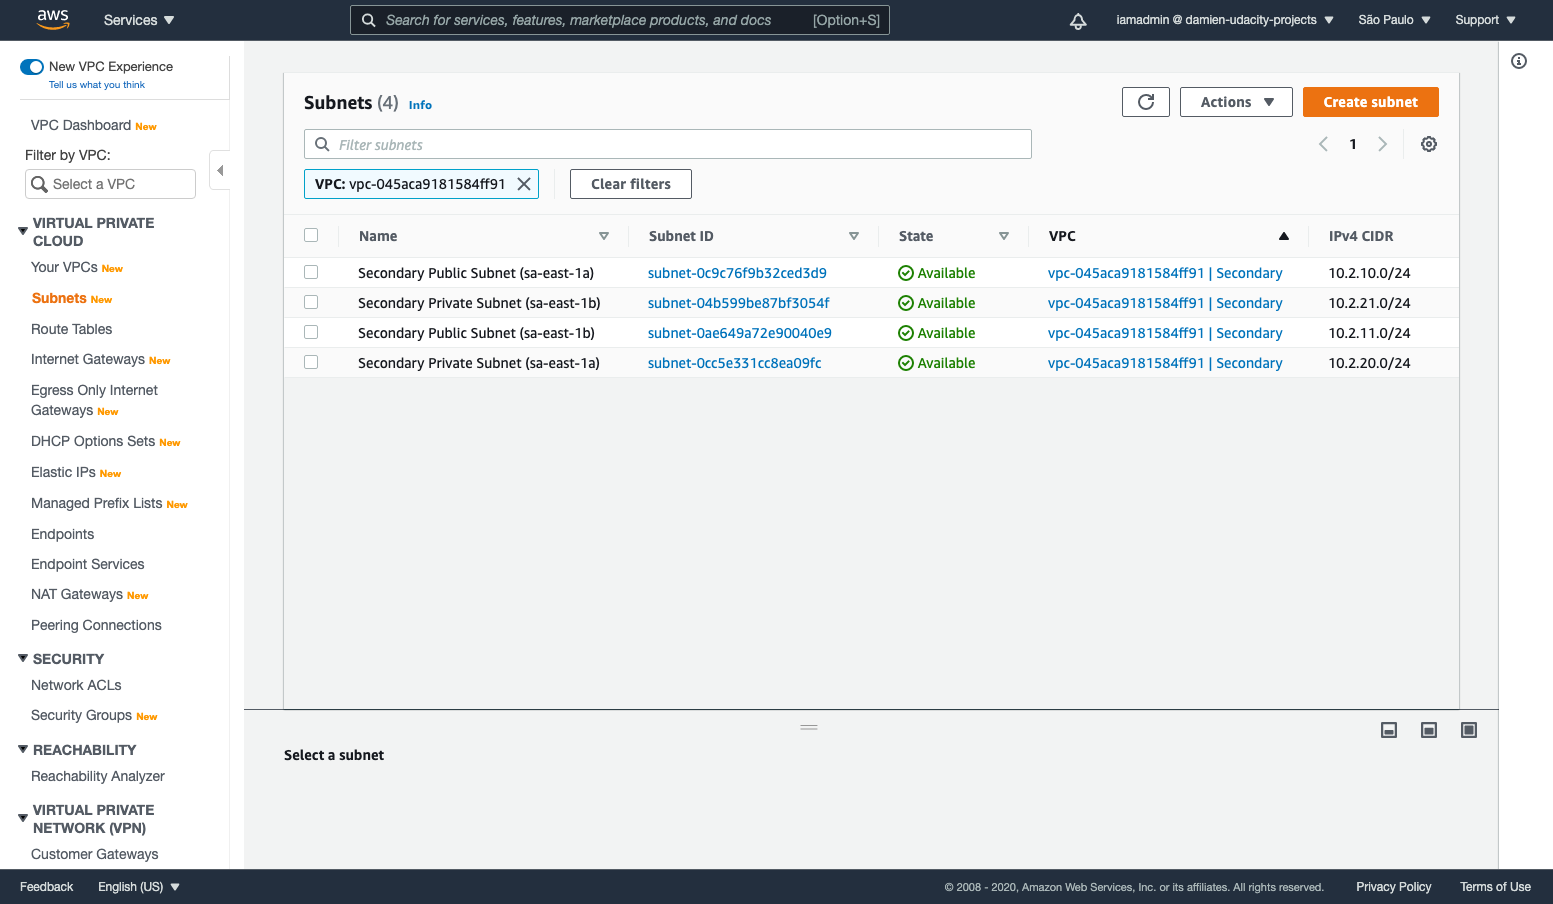 aws
Services
Search for services, features, marketplace products, and docs [Option+S]
iamadmin @ damien-udacity-projects
São Paulo
Support
New VPC Experience
Tell us what you think
VPC Dashboard New
Filter by VPC:
Select a VPC
VIRTUAL PRIVATE
CLOUD
Your VPCs New
Subnets New
Route Tables
Internet Gateways New
Egress Only Internet
Gateways New
DHCP Options Sets New
Elastic IPs New
Managed Prefix Lists New
Endpoints
Endpoint Services
NAT Gateways New
Peering Connections
SECURITY
Network ACLs
Security Groups New
REACHABILITY
Reachability Analyzer
VIRTUAL PRIVATE
NETWORK (VPN)
Customer Gateways
Subnets (4) Info
Actions
Create subnet
Filter subnets
1
VPC: vpc-045aca9181584ff91
Clear filters
Name Subnet ID State VPC IPv4 CIDR
Secondary Public Subnet (sa-east-1a) subnet-0c9c76f9b32ced3d9 Available vpc-045aca9181584ff91 | Secondary 10.2.10.0/24
Secondary Private Subnet (sa-east-1b) subnet-04b599be87bf3054f Available vpc-045aca9181584ff91 | Secondary 10.2.21.0/24
Secondary Public Subnet (sa-east-1b) subnet-0ae649a72e90040e9 Available vpc-045aca9181584ff91 | Secondary 10.2.11.0/24
Secondary Private Subnet (sa-east-1a) subnet-0cc5e331cc8ea09fc Available vpc-045aca9181584ff91 | Secondary 10.2.20.0/24
Select a subnet
Feedback
English (US)
© 2008 - 2020, Amazon Web Services, Inc. or its affiliates. All rights reserved.
Privacy Policy
Terms of Use